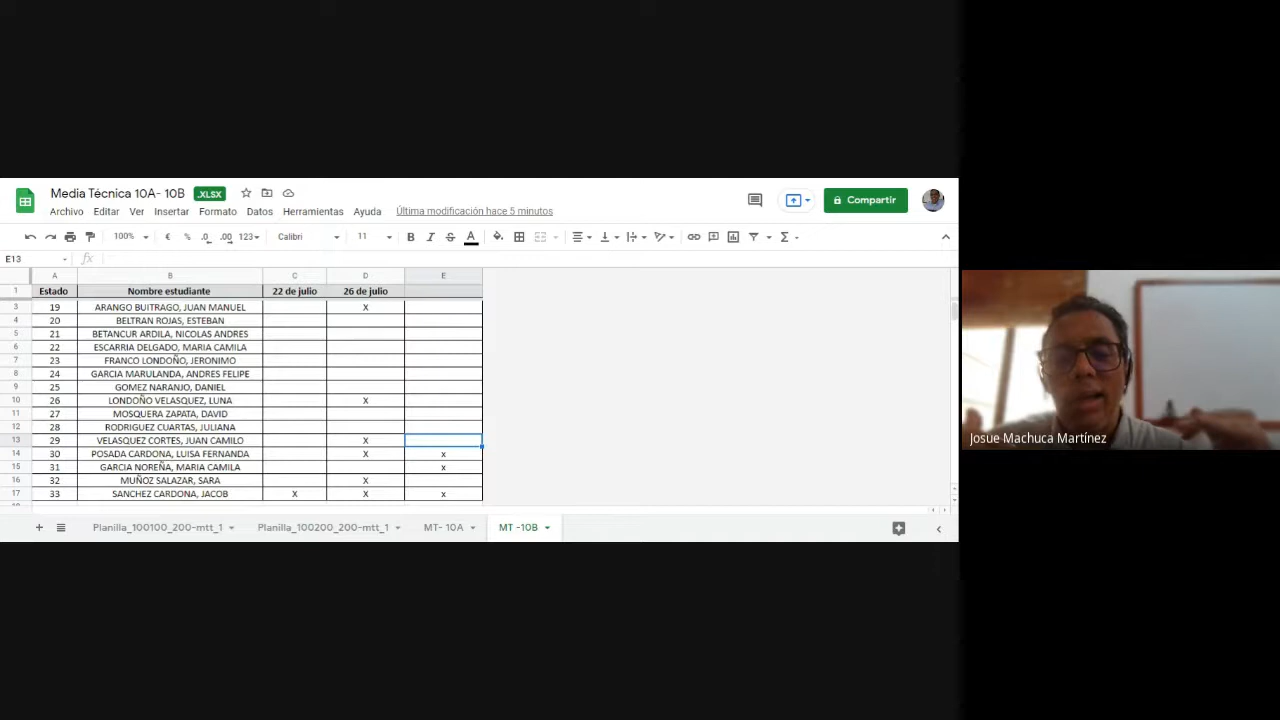 Media Técnica 10A- 10B .XLSX
Archivo Editar Ver Insertar Formato Datos Herramientas Ayuda Última modificación hace 5 minutos
Compartir
100% € % .0 .00 123 Calibri 11 B I S A Σ
E13 fx
A B C D E
1 Estado Nombre estudiante 22 de julio 26 de julio
3 19 ARANGO BUITRAGO, JUAN MANUEL X
4 20 BELTRAN ROJAS, ESTEBAN
5 21 BETANCUR ARDILA, NICOLAS ANDRES
6 22 ESCARRIA DELGADO, MARIA CAMILA
7 23 FRANCO LONDOÑO, JERONIMO
8 24 GARCIA MARULANDA, ANDRES FELIPE
9 25 GOMEZ NARANJO, DANIEL
10 26 LONDOÑO VELASQUEZ, LUNA X
11 27 MOSQUERA ZAPATA, DAVID
12 28 RODRIGUEZ CUARTAS, JULIANA
13 29 VELASQUEZ CORTES, JUAN CAMILO X
14 30 POSADA CARDONA, LUISA FERNANDA X x
15 31 GARCIA NOREÑA, MARIA CAMILA x
16 32 MUÑOZ SALAZAR, SARA X
17 33 SANCHEZ CARDONA, JACOB X X x
Planilla_100100_200-mtt_1 Planilla_100200_200-mtt_1 MT- 10A MT -10B
Josue Machuca Martínez